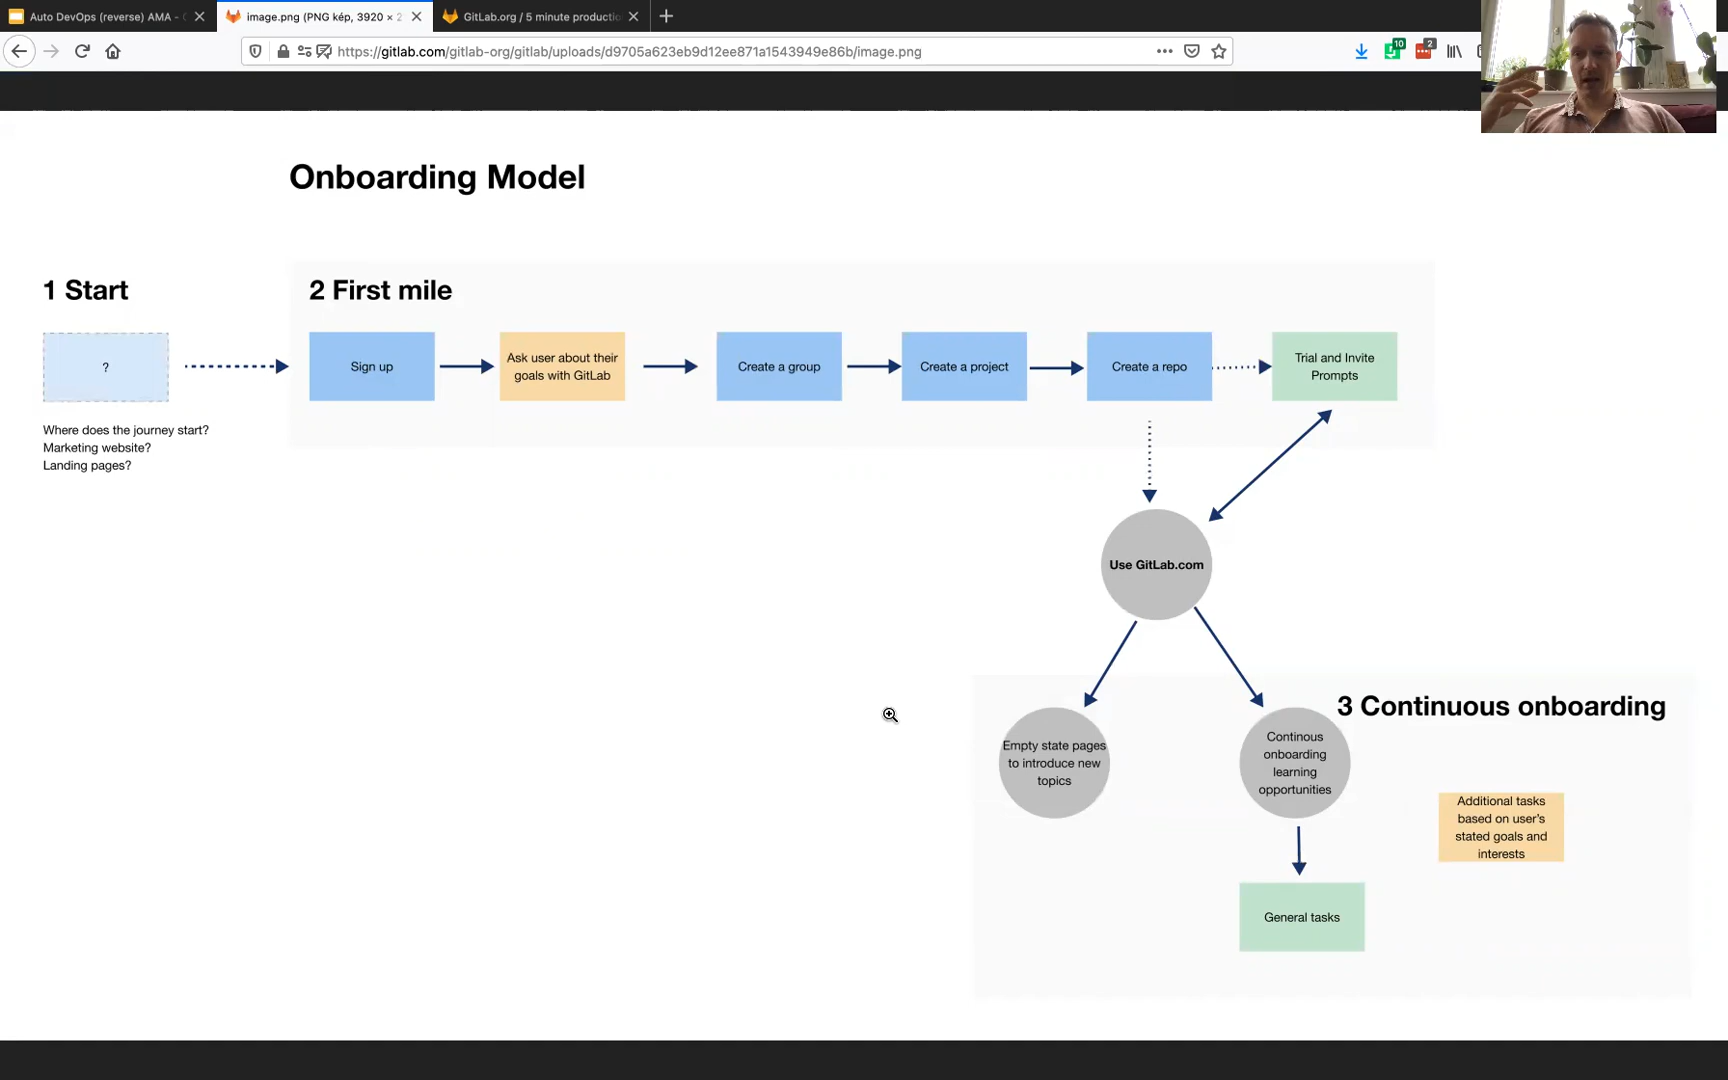 Auto DevOps (reverse) AMA -
image.png (PNG kép, 3920 × 2
GitLab.org / 5 minute productio
https://gitlab.com/gitlab-org/gitlab/uploads/d9705a623eb9d12ee871a1543949e86b/image.png
10
2
Onboarding Model
1 Start
2 First mile
?
Sign up
Ask user about their
goals with GitLab
Create a group
Create a project
Create a repo
Trial and Invite
Prompts
Where does the journey start?
Marketing website?
Landing pages?
Use GitLab.com
3 Continuous onboarding
Empty state pages
to introduce new
topics
Continous
onboarding
learning
opportunities
Additional tasks
based on user's
stated goals and
interests
General tasks